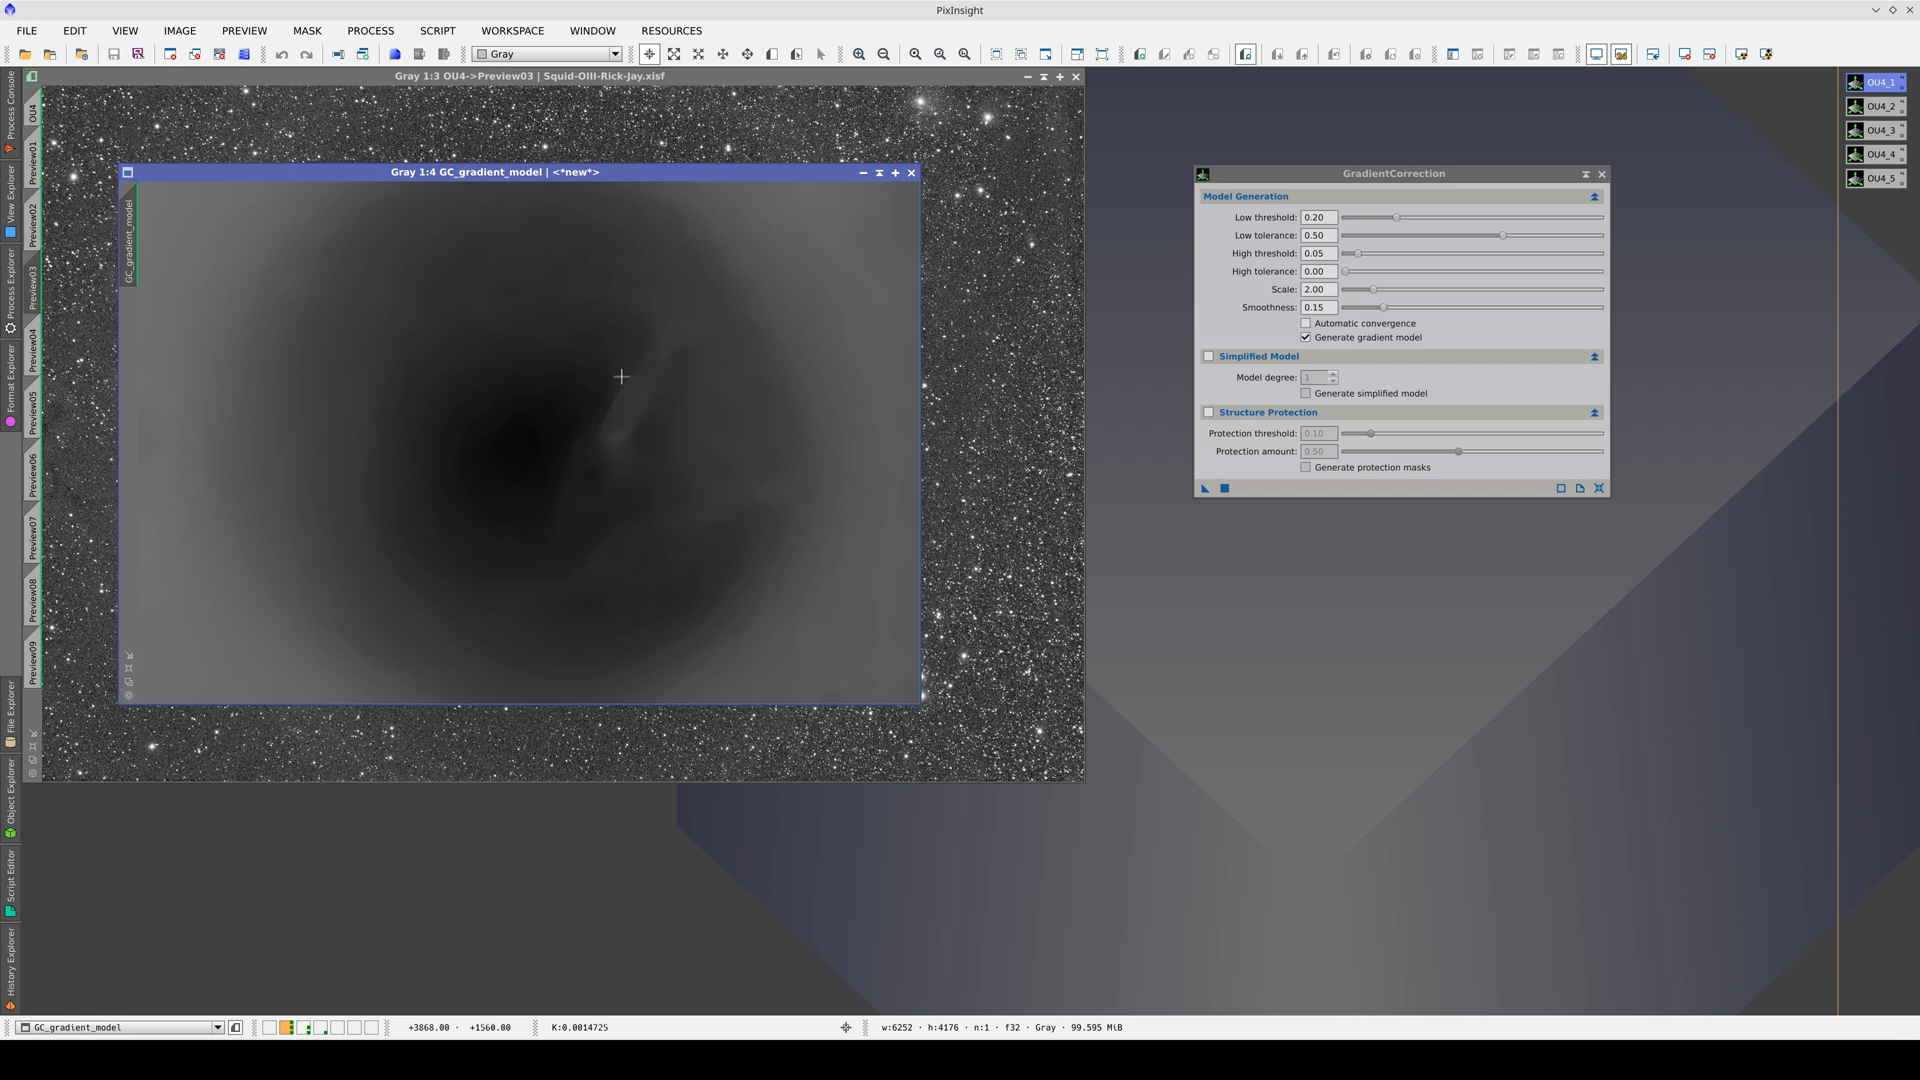 PixInsight
FILE EDIT VIEW IMAGE PREVIEW MASK PROCESS SCRIPT WORKSPACE WINDOW RESOURCES
Gray
Gray 1:3 OU4->Preview03 | Squid-OIII-Rick-Jay.xisf
Process Console
View Explorer
Process Explorer
Format Explorer
File Explorer
Object Explorer
Script Editor
History Explorer
OU4
Preview01
Preview02
Preview03
Preview04
Preview05
Preview06
Preview07
Preview08
Preview09
Gray 1:4 GC_gradient_model | <*new*>
GC_gradient_model
GradientCorrection
Model Generation
Low threshold: 0.20
Low tolerance: 0.50
High threshold: 0.05
High tolerance: 0.00
Scale: 2.00
Smoothness: 0.15
Automatic convergence
Generate gradient model
Simplified Model
Model degree: 1
Generate simplified model
Structure Protection
Protection threshold: 0.10
Protection amount: 0.50
Generate protection masks
OU4_1
OU4_2
OU4_3
OU4_4
OU4_5
GC_gradient_model
+3868.00 · +1560.00
K:0.0014725
w:6252 · h:4176 · n:1 · f32 · Gray · 99.595 MiB